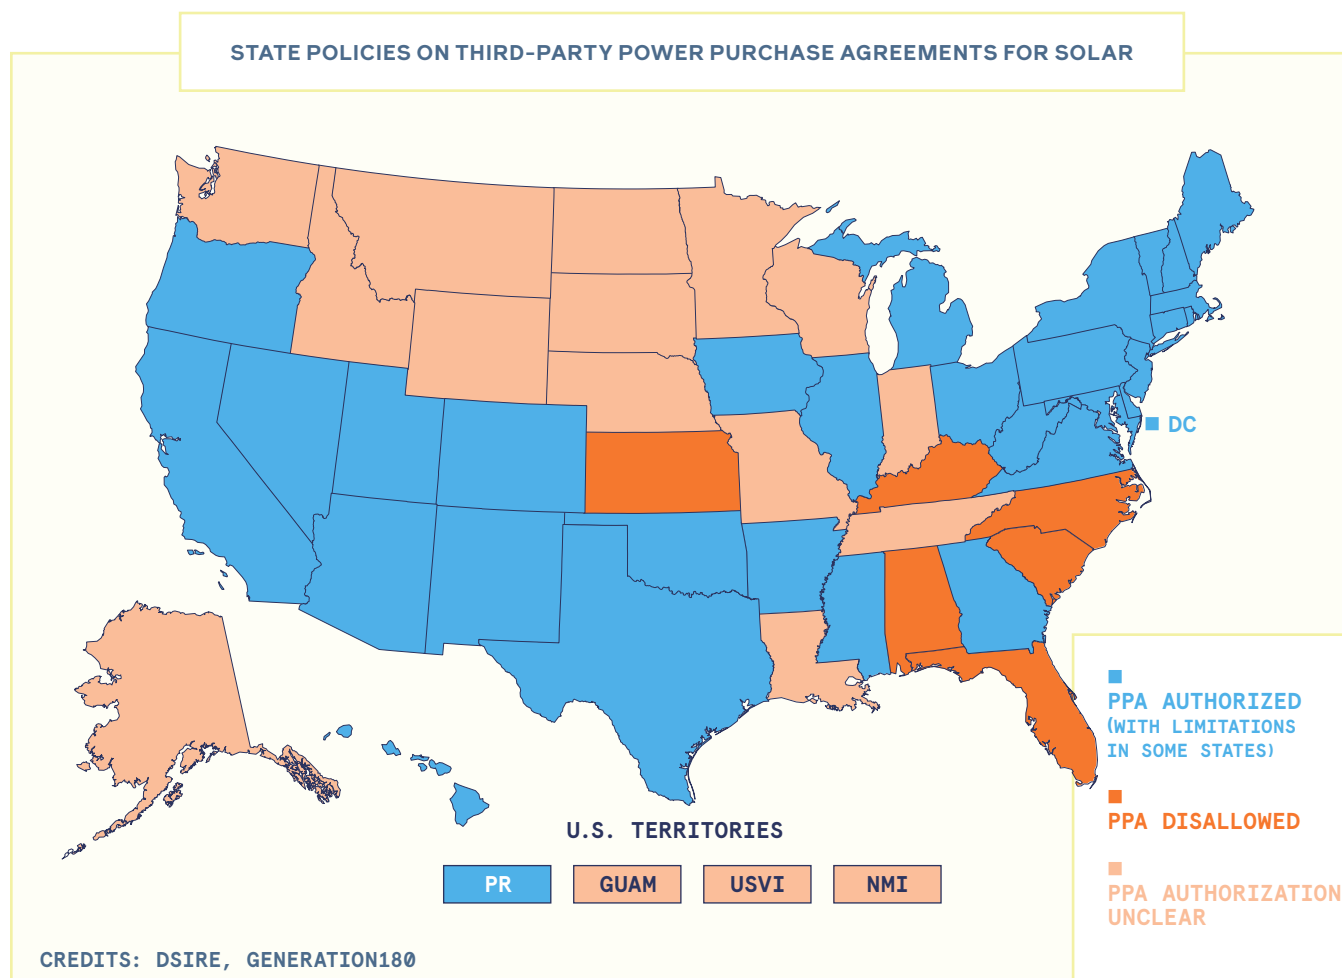 STATE POLICIES ON THIRD-PARTY POWER PURCHASE AGREEMENTS FOR SOLAR
DC
PPA AUTHORIZED
(WITH LIMITATIONS
IN SOME STATES)
PPA DISALLOWED
PPA AUTHORIZATION
UNCLEAR
U.S. TERRITORIES
PR
GUAM
USVI
NMI
CREDITS: DSIRE, GENERATION180